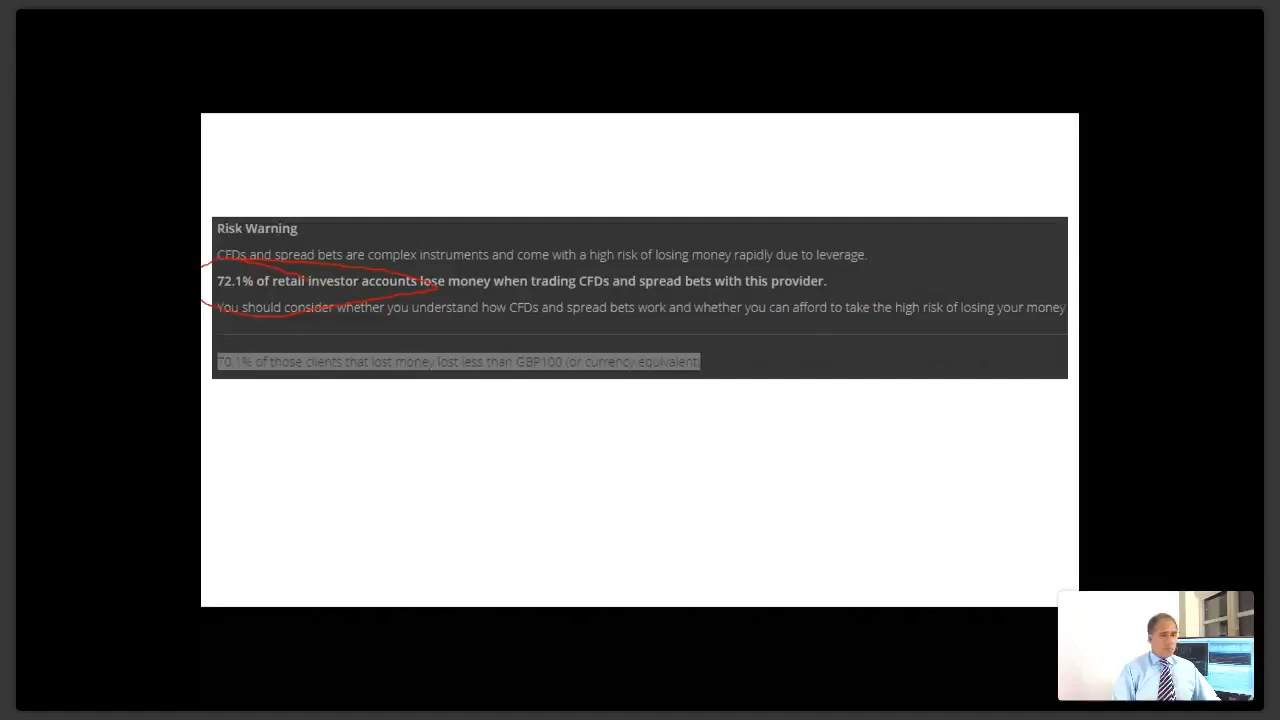 Risk Warning
CFDs and spread bets are complex instruments and come with a high risk of losing money rapidly due to leverage.
72.1% of retail investor accounts lose money when trading CFDs and spread bets with this provider.
You should consider whether you understand how CFDs and spread bets work and whether you can afford to take the high risk of losing your money
70.1% of those clients that lost money lost less than GBP100 (or currency equivalent)